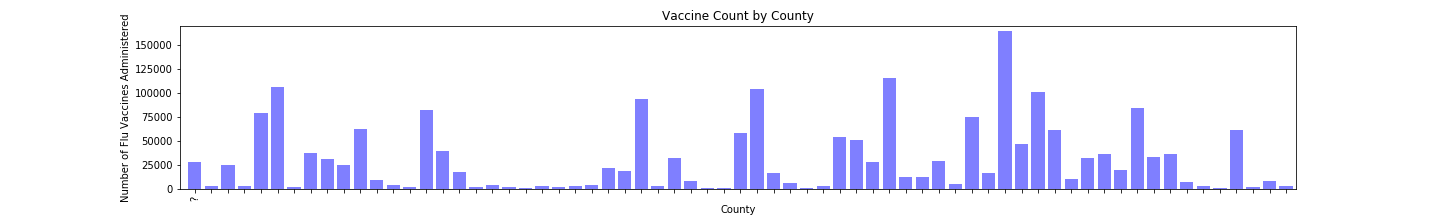 Vaccine Count by County
Number of Flu Vaccines Administered
150000
125000
100000
75000
50000
25000
0
?
County